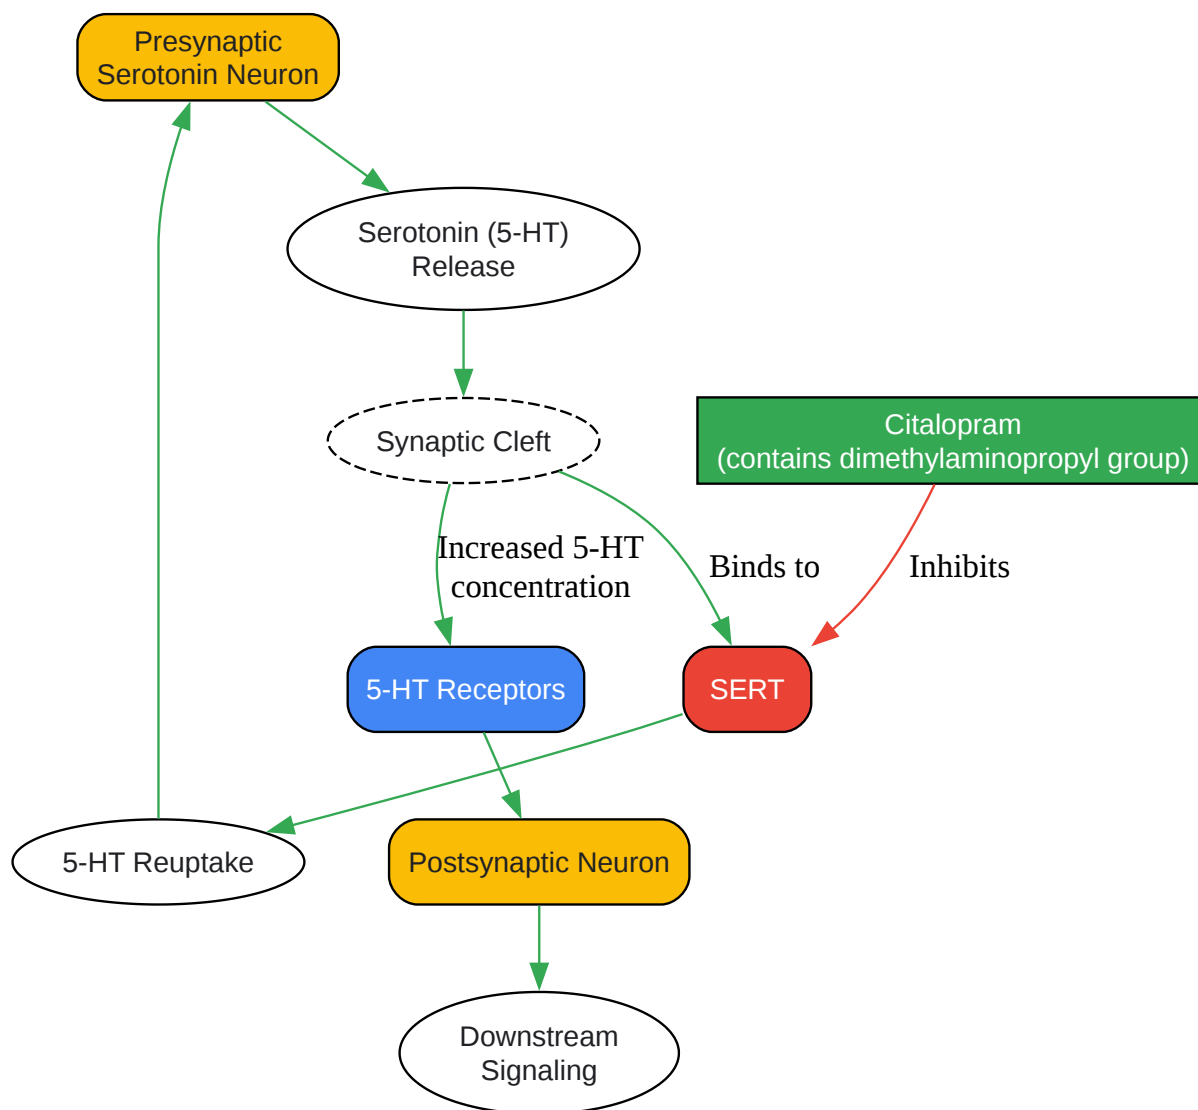 Presynaptic
Serotonin Neuron
Serotonin (5-HT)
Release
Synaptic Cleft
Citalopram
(contains dimethylaminopropyl group)
Increased 5-HT
concentration
Binds to
Inhibits
5-HT Receptors
SERT
5-HT Reuptake
Postsynaptic Neuron
Downstream
Signaling